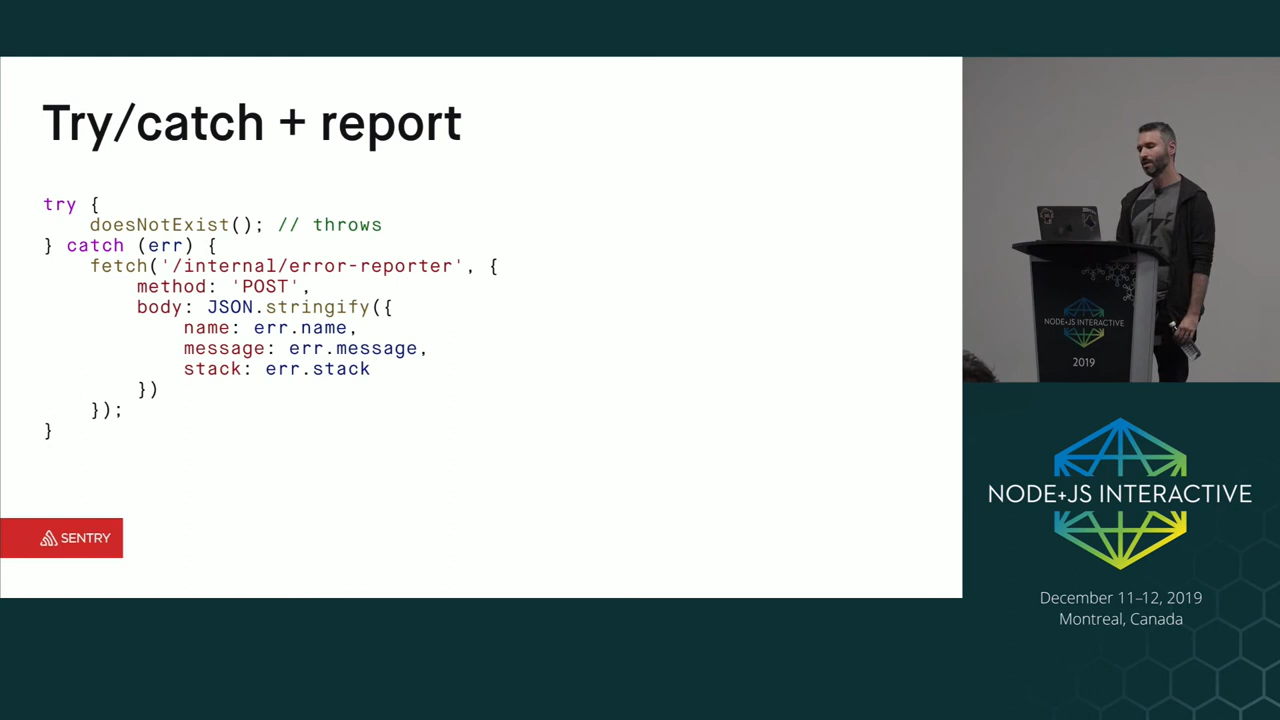 Try/catch + report
try {
    doesNotExist(); // throws
} catch (err) {
    fetch('/internal/error-reporter', {
        method: 'POST',
        body: JSON.stringify({
            name: err.name,
            message: err.message,
            stack: err.stack
        })
    });
}
SENTRY
NODE+JS INTERACTIVE
2019
NODE+JS INTERACTIVE
December 11–12, 2019
Montreal, Canada